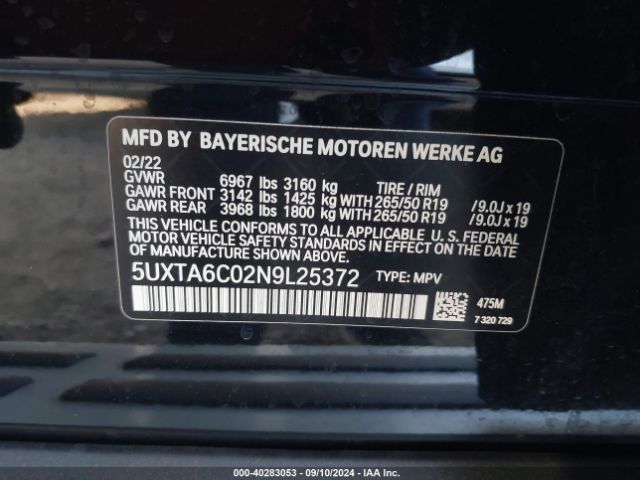 MFD BY BAYERISCHE MOTOREN WERKE AG
02/22
GVWR 6967 lbs 3160 kg TIRE / RIM
GAWR FRONT 3142 lbs 1425 kg WITH 265/50 R19 /9.0J x 19
GAWR REAR 3968 lbs 1800 kg WITH 265/50 R19 /9.0J x 19
THIS VEHICLE CONFORMS TO ALL APPLICABLE U.S. FEDERAL
MOTOR VEHICLE SAFETY STANDARDS IN EFFECT ON THE DATE
OF MANUFACTURE SHOWN ABOVE.
5UXTA6C02N9L25372 TYPE: MPV
475M
7 320 729
000-40283053 - 09/10/2024 - IAA Inc.